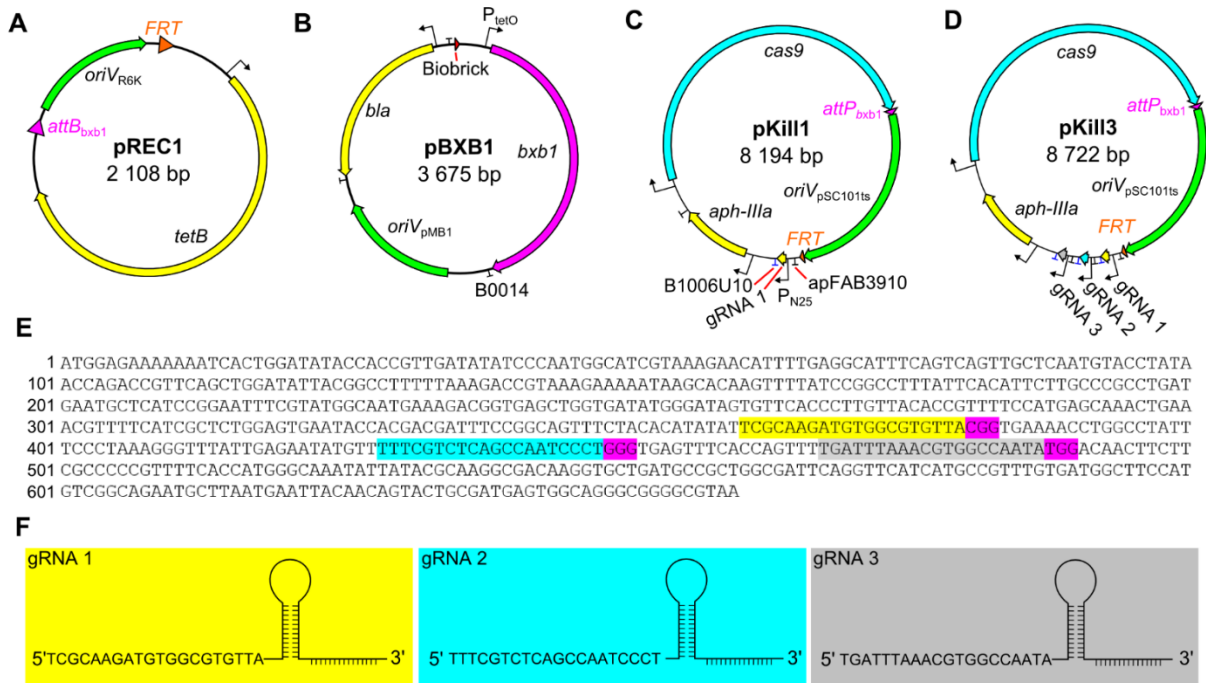 A
FRT
oriV R6K
attB bxb1
pREC1
2 108 bp
tetB
B
P tetO
Biobrick
bla
pBXB1
3 675 bp
bxb1
oriV pMB1
B0014
C
cas9
attP bxb1
pKill1
8 194 bp
oriV pSC101ts
aph-IIIa
FRT
B1006U10
gRNA 1
P N25
apFAB3910
D
cas9
attP bxb1
pKill3
8 722 bp
oriV pSC101ts
aph-IIIa
FRT
gRNA 3
gRNA 2
gRNA 1
E
1 ATGGAGAAAAAAATCACTGGATATACCACCGTTGATATATCCCAATGGCATCGTAAAGAACATTTTGAGGCATTTCAGTCAGTTGCTCAATGTACCTATA
101 ACCAGACCGTTCAGCTGGATATTACGGCCTTTTTAAAGACCGTAAAGAAAAATAAGCACAAGTTTTATCCGGCCTTTATTCACATTCTTGCCCGCCTGAT
201 GAATGCTCATCCGGAATTTCGTATGGCAATGAAAGACGGTGAGCTGGTGATATGGGATAGTGTTCACCCTTGTTACACCGTTTTCCATGAGCAAACTGAA
301 ACGTTTTCATCGCTCTGGAGTGAATACCACGACGATTTCCGGCAGTTTCTACACATATATTCGCAAGATGTGGCGTGTTACGGTGAAAACCTGGCCTATT
401 TCCCTAAAGGGTTTATTGAGAATATGTTTTTCGTCTCAGCCAATCCCTGGGTGAGTTTCACCAGTTTTGATTTAAACGTGGCCAATATGGACAACTTCTT
501 CGCCCCCGTTTTCACCATGGGCAAATATTATACGCAAGGCGACAAGGTGCTGATGCCGCTGGCGATTCAGGTTCATCATGCCGTTTGTGATGGCTTCCAT
601 GTCGGCAGAATGCTTAATGAATTACAACAGTACTGCGATGAGTGGCAGGGCGGGGCGTAA
F
gRNA 1
5'TCGCAAGATGTGGCGTGTTA 3'
gRNA 2
5' TTTCGTCTCAGCCAATCCCT 3'
gRNA 3
5' TGATTTAAACGTGGCCAATA 3'